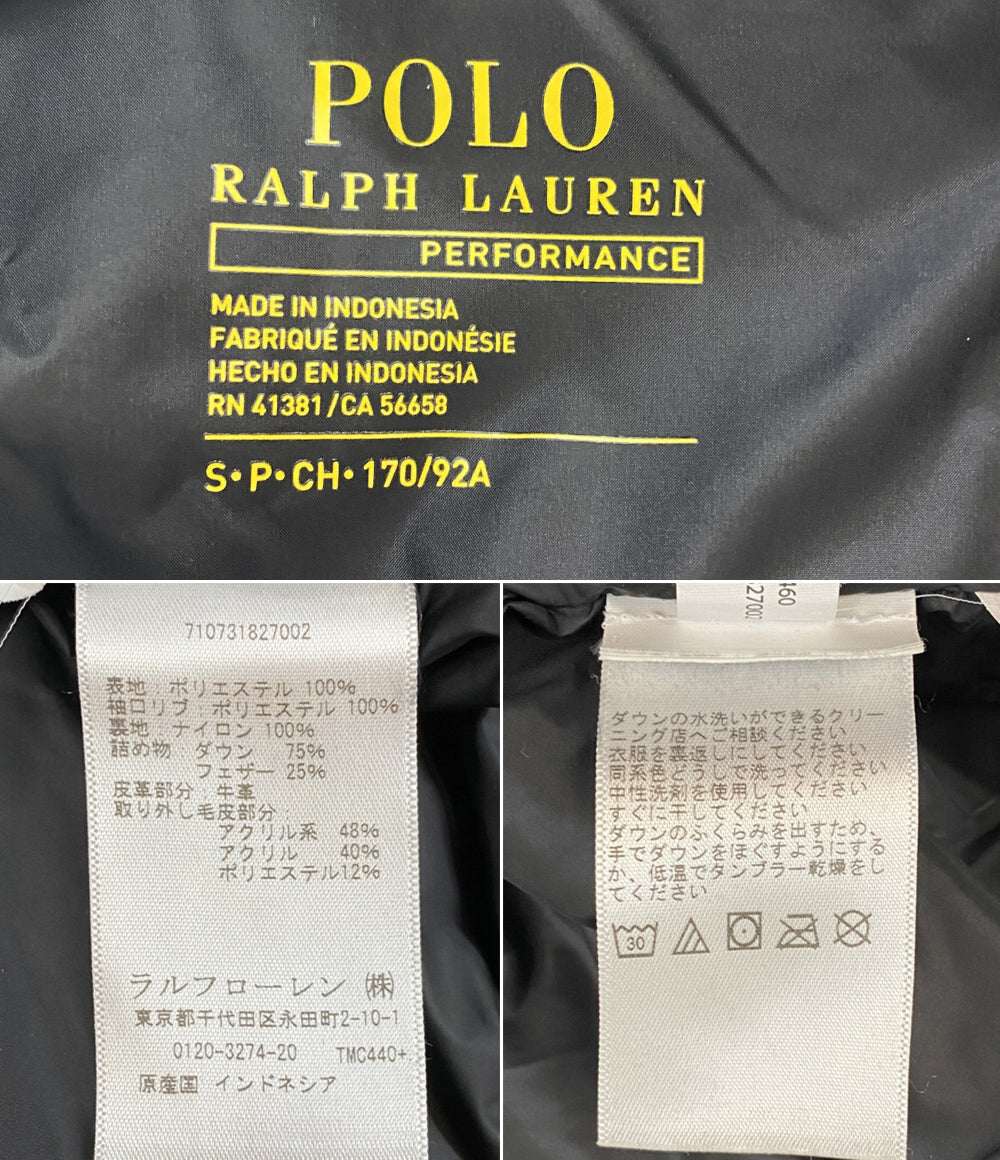 POLO
RALPH LAUREN
PERFORMANCE
MADE IN INDONESIA
FABRIQUÉ EN INDONÉSIE
HECHO EN INDONESIA
RN 41381/CA 56658
S•P•CH•170/92A
710731827002
表地：ポリエステル 100%
袖口リブ：ポリエステル 100%
裏地：ナイロン 100%
詰め物 ダウン 75%
フェザー 25%
皮革部分：牛革
取り外し毛皮部分：
アクリル系 48%
アクリル 40%
ポリエステル12%
ラルフローレン ㈱
東京都千代田区永田町2-10-1
0120-3274-20 TMC440+
原産国 インドネシア
ダウンの水洗いができるクリー
ニング店へご相談ください
衣服を裏返しにしてください
同系色どうしで洗ってください
中性洗剤を使用してください
すぐに干してください
ダウンのふくらみを出すため、
手でダウンをほぐすようにする
か、低温でタンブラー乾燥をし
てください
30